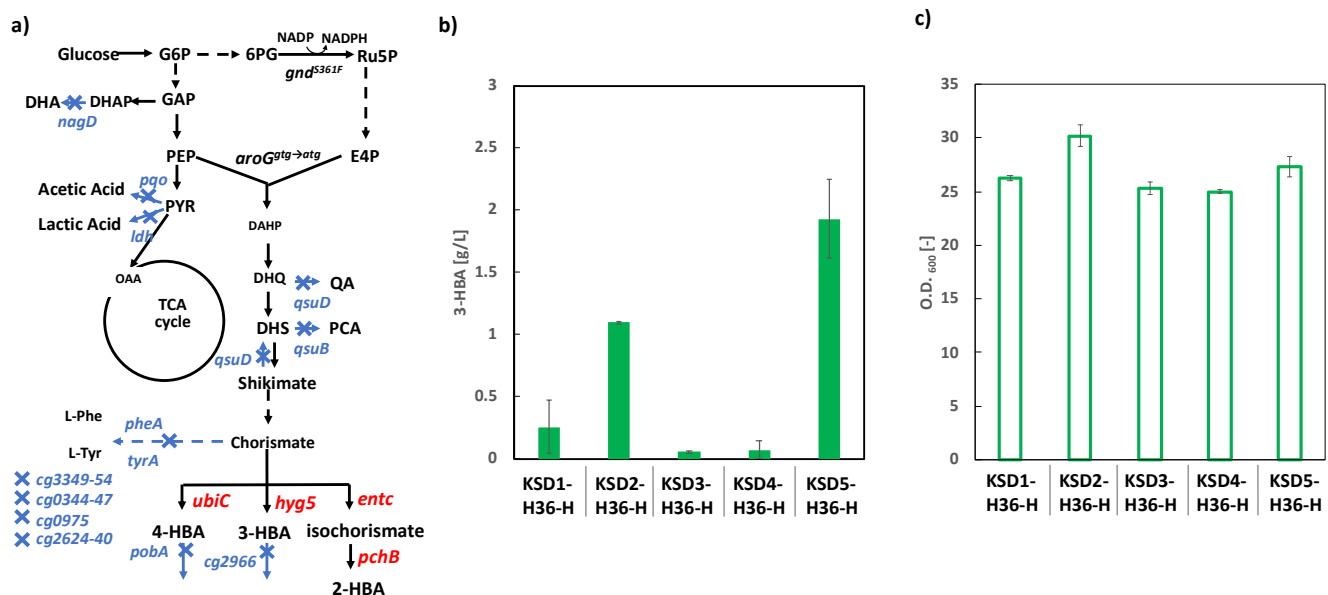 a)
Glucose G6P 6PG NADP NADPH Ru5P
gnd^S361F
DHA DHAP GAP
nagD
PEP aroG^gtg→atg E4P
Acetic Acid pqo
PYR
Lactic Acid
ldh
DAHP
OAA
DHQ QA
qsuD
TCA
cycle
DHS PCA
qsuB
qsuD
Shikimate
L-Phe
pheA
Chorismate
L-Tyr
tyrA
cg3349-54
cg0344-47
cg0975
cg2624-40
ubiC hyg5 entc
4-HBA 3-HBA isochorismate
pobA cg2966 pchB
2-HBA
b)
3-HBA [g/L]
3
2.5
2
1.5
1
0.5
0
KSD1- KSD2- KSD3- KSD4- KSD5-
H36-H H36-H H36-H H36-H H36-H
c)
O.D. 600 [-]
35
30
25
20
15
10
5
0
KSD1- KSD2- KSD3- KSD4- KSD5-
H36-H H36-H H36-H H36-H H36-H